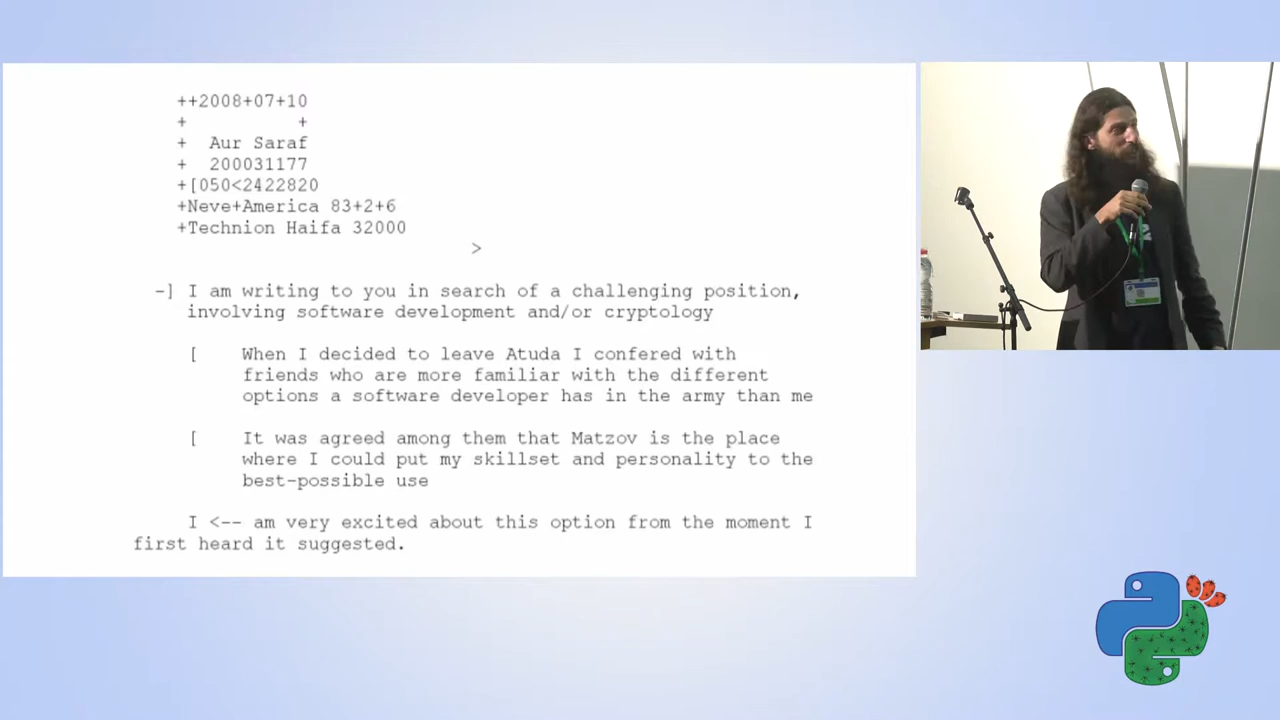 ++2008+07+10
+ +
+ Aur Saraf
+ 200031177
+[050<2422820
+Neve+America 83+2+6
+Technion Haifa 32000
>
-] I am writing to you in search of a challenging position,
involving software development and/or cryptology
[ When I decided to leave Atuda I confered with
friends who are more familiar with the different
options a software developer has in the army than me
[ It was agreed among them that Matzov is the place
where I could put my skillset and personality to the
best-possible use
I <-- am very excited about this option from the moment I
first heard it suggested.